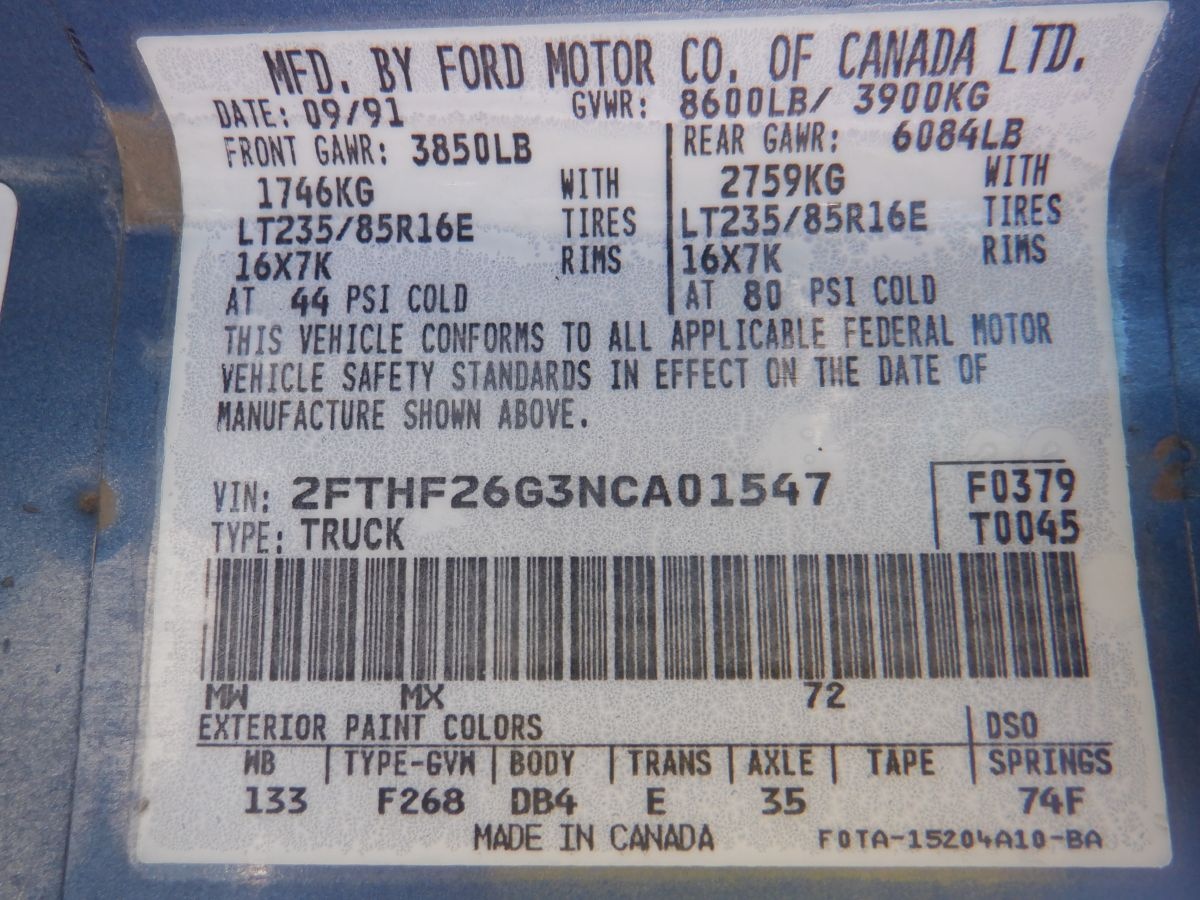 MFD. BY FORD MOTOR CO. OF CANADA LTD.
DATE: 09/91 GVWR: 8600LB/ 3900KG
FRONT GAWR: 3850LB REAR GAWR: 6084LB
1746KG WITH 2759KG WITH
LT235/85R16E TIRES LT235/85R16E TIRES
16X7K RIMS 16X7K RIMS
AT 44 PSI COLD AT 80 PSI COLD
THIS VEHICLE CONFORMS TO ALL APPLICABLE FEDERAL MOTOR
VEHICLE SAFETY STANDARDS IN EFFECT ON THE DATE OF
MANUFACTURE SHOWN ABOVE.
VIN: 2FTHF26G3NCA01547 F0379
TYPE: TRUCK T0045
MW MX 72
EXTERIOR PAINT COLORS DSO
WB TYPE-GVW BODY TRANS AXLE TAPE SPRINGS
133 F268 DB4 E 35 74F
MADE IN CANADA F0TA-15204A10-BA